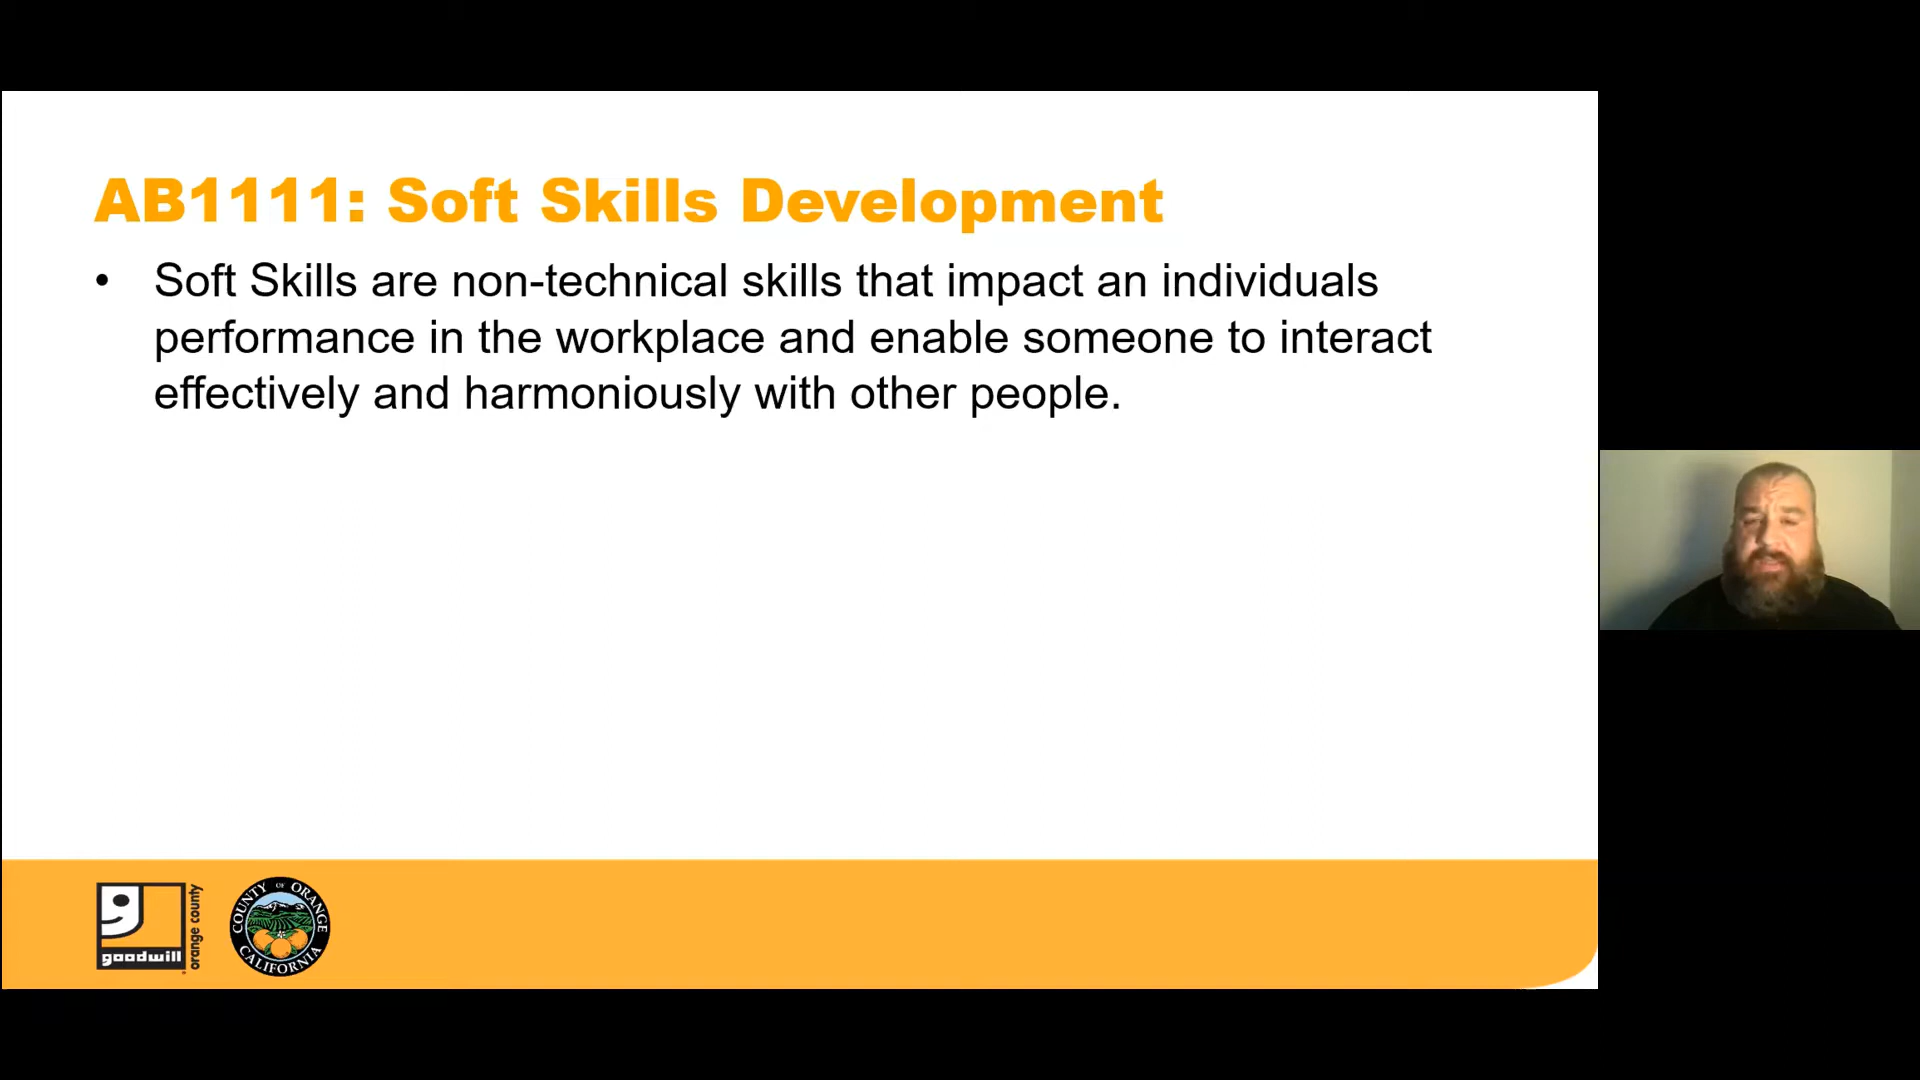 AB1111: Soft Skills Development
• Soft Skills are non-technical skills that impact an individuals
performance in the workplace and enable someone to interact
effectively and harmoniously with other people.
goodwill
orange county
COUNTY OF ORANGE
CALIFORNIA